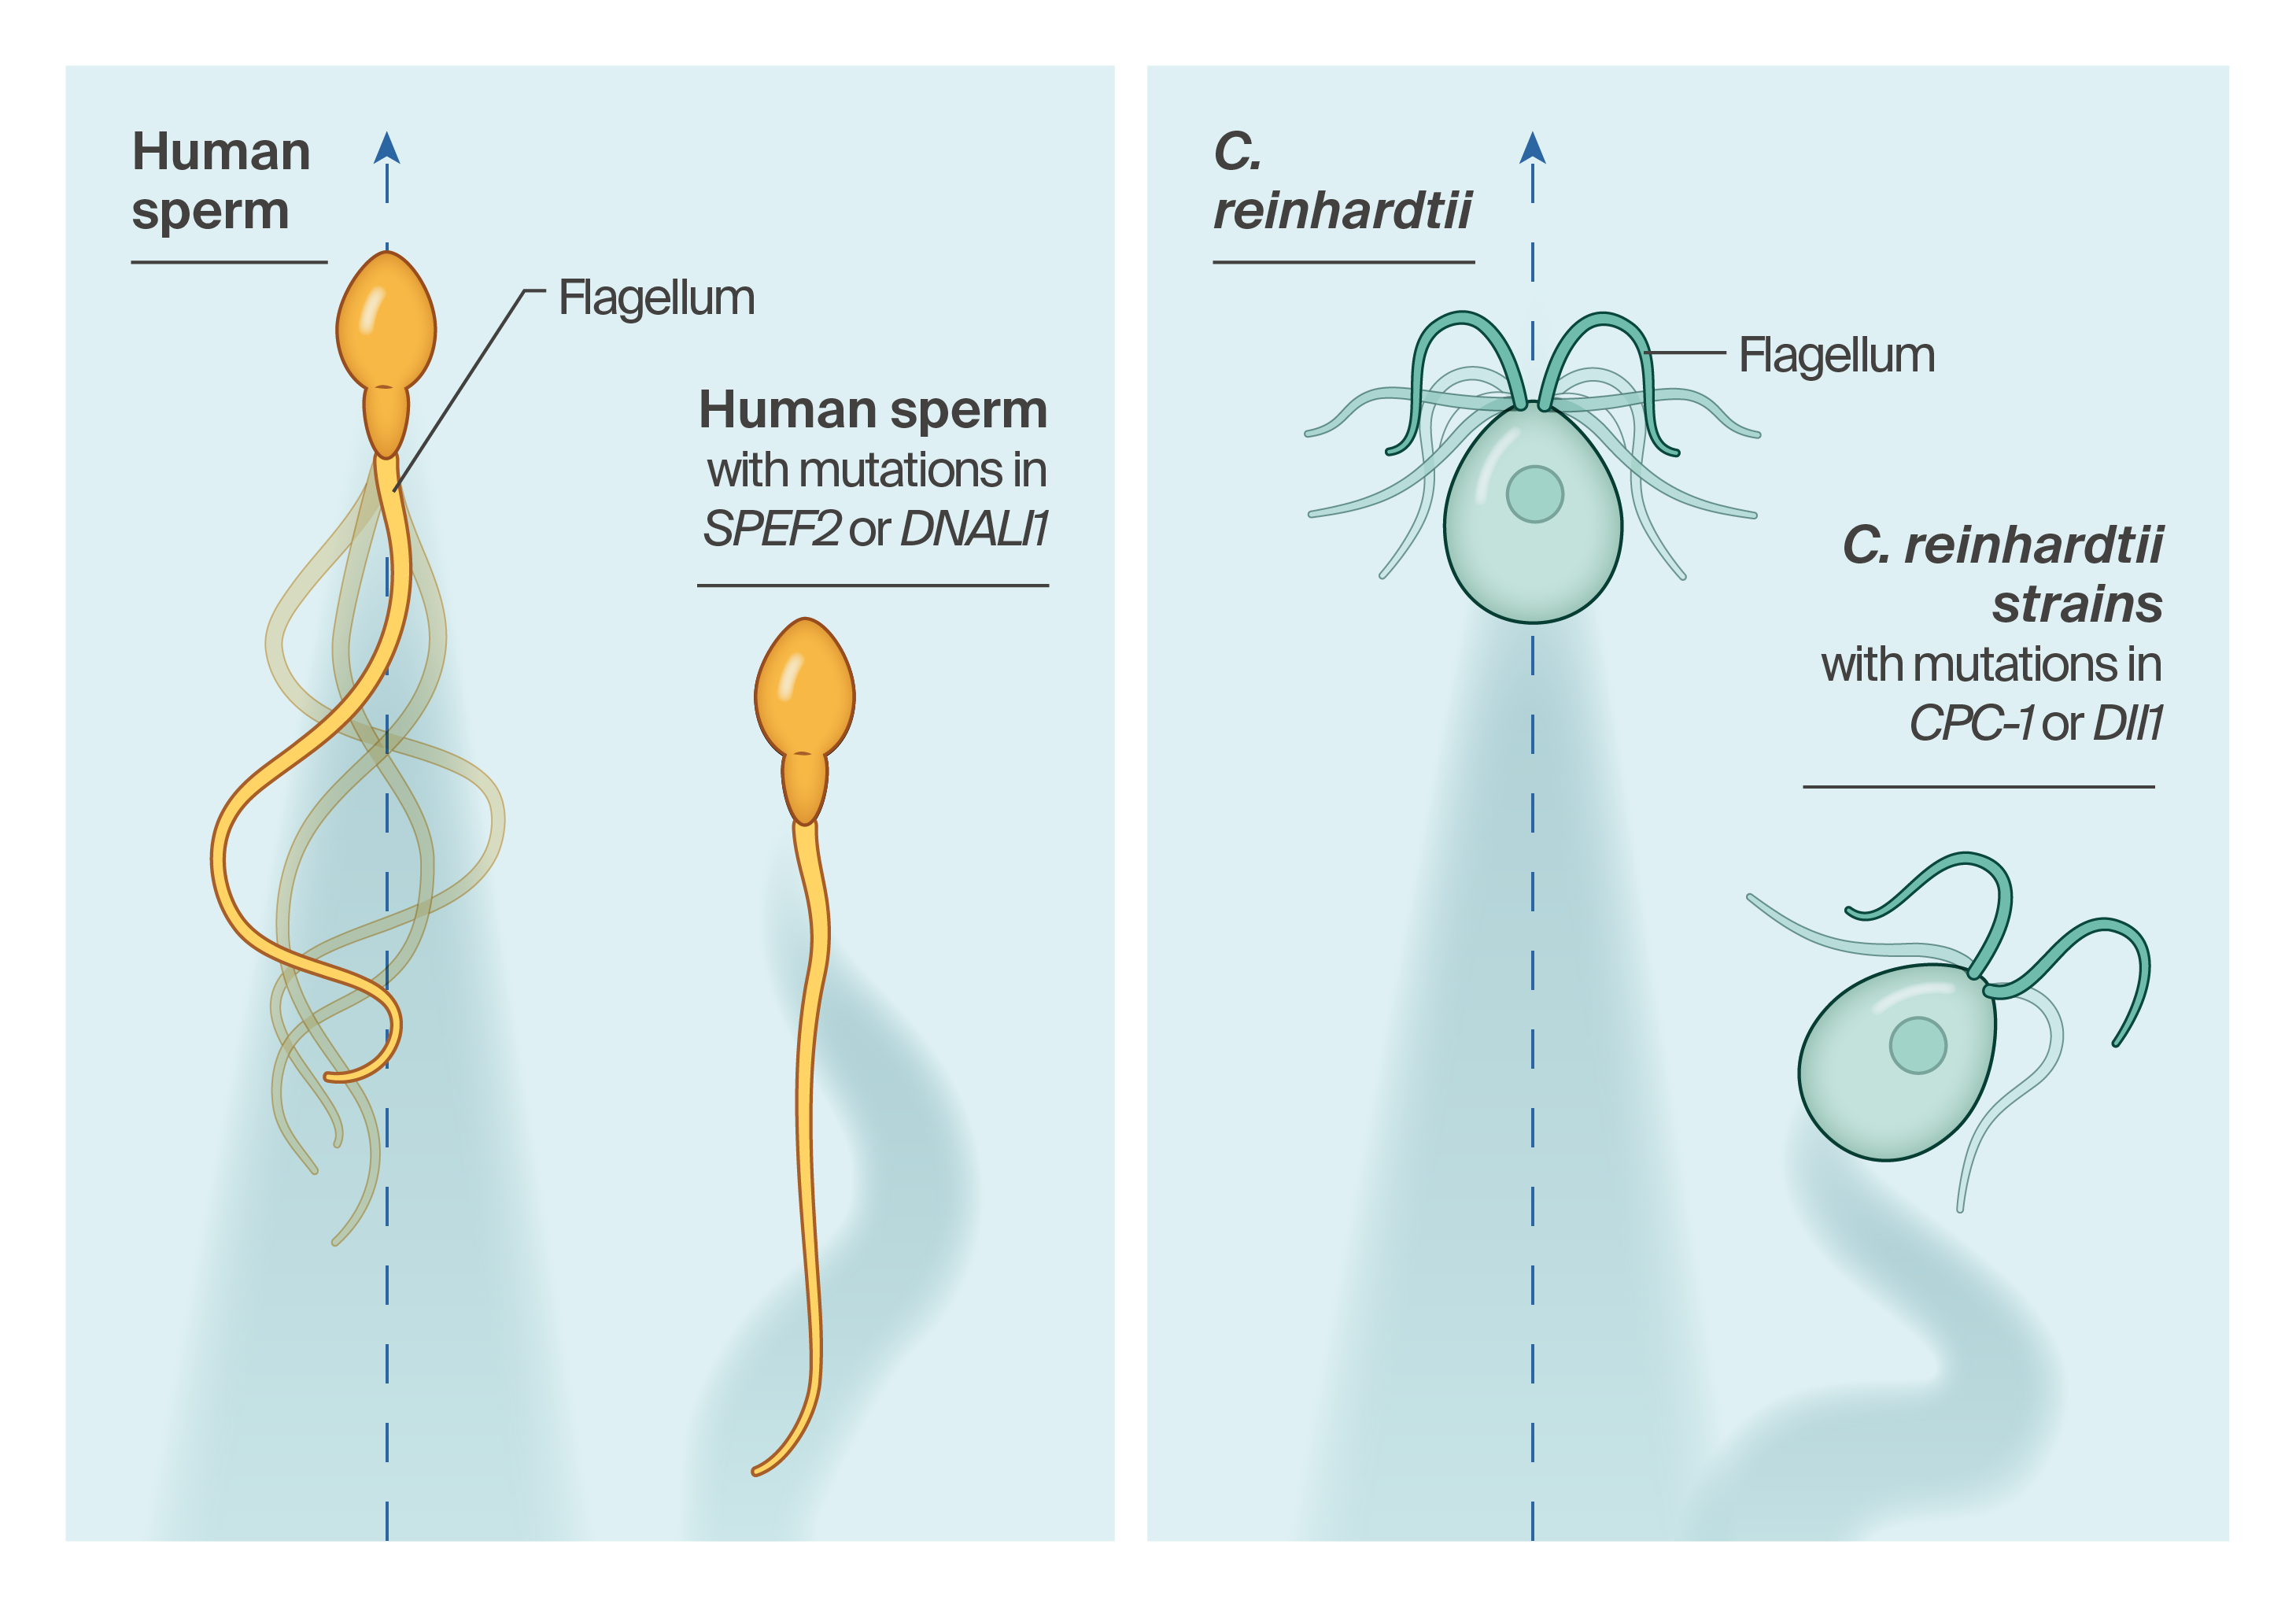 Human
sperm
Flagellum
Human sperm
with mutations in
SPEF2 or DNALI1
C.
reinhardtii
Flagellum
C. reinhardtii
strains
with mutations in
CPC-1 or DII1